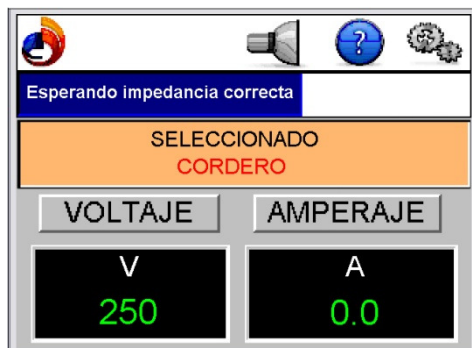 ?
Esperando impedancia correcta
SELECCIONADO
CORDERO
VOLTAJE AMPERAJE
V A
250 0.0